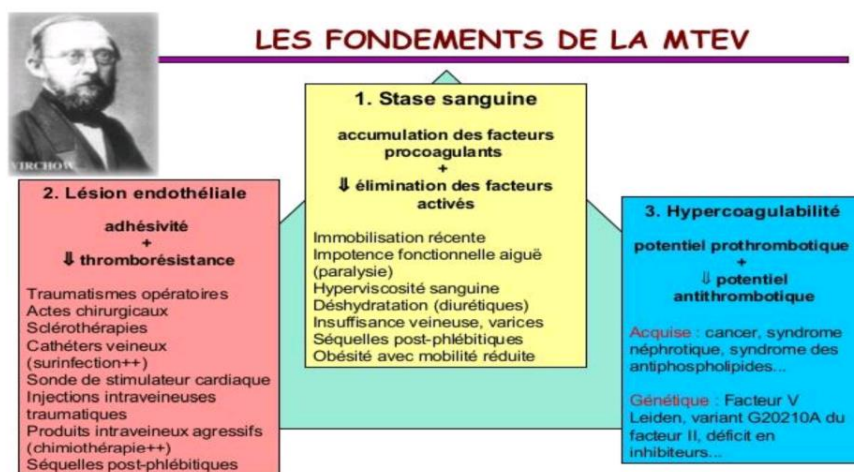 LES FONDEMENTS DE LA MTEV
VIRCHOW
1. Stase sanguine
accumulation des facteurs
procoagulants
+
⇓ élimination des facteurs
activés
Immobilisation récente
Impotence fonctionnelle aiguë
(paralysie)
Hyperviscosité sanguine
Déshydratation (diurétiques)
Insuffisance veineuse, varices
Séquelles post-phlébitiques
Obésité avec mobilité réduite
2. Lésion endothéliale
adhésivité
+
⇓ thromborésistance
Traumatismes opératoires
Actes chirurgicaux
Sclérothérapies
Cathéters veineux
(surinfection++)
Sonde de stimulateur cardiaque
Injections intraveineuses
traumatiques
Produits intraveineux agressifs
(chimiothérapie++)
Séquelles post-phlébitiques
3. Hypercoagulabilité
potentiel prothrombotique
+
⇓ potentiel
antithrombotique
Acquise : cancer, syndrome
néphrotique, syndrome des
antiphospholipides...
Génétique : Facteur V
Leiden, variant G20210A du
facteur II, déficit en
inhibiteurs...